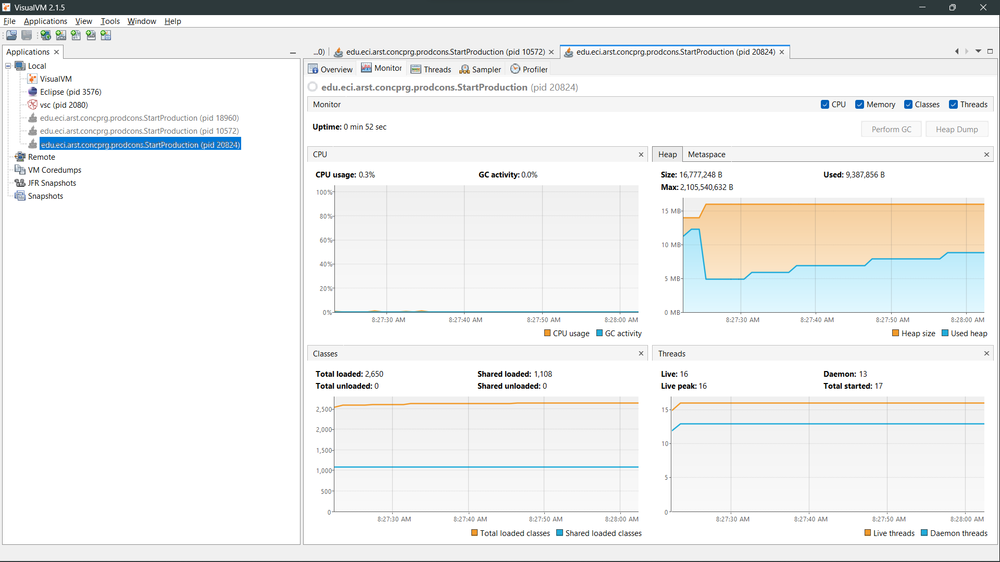 VisualVM 2.1.5
File Applications View Tools Window Help
Applications
...0) edu.eci.arst.concprg.prodcons.StartProduction (pid 10572) edu.eci.arst.concprg.prodcons.StartProduction (pid 20824)
Local
VisualVM
Eclipse (pid 3576)
vsc (pid 2080)
edu.eci.arst.concprg.prodcons.StartProduction (pid 18960)
edu.eci.arst.concprg.prodcons.StartProduction (pid 10572)
edu.eci.arst.concprg.prodcons.StartProduction (pid 20824)
Remote
VM Coredumps
JFR Snapshots
Snapshots
Overview Monitor Threads Sampler Profiler
edu.eci.arst.concprg.prodcons.StartProduction (pid 20824)
Monitor CPU Memory Classes Threads
Uptime: 0 min 52 sec
Perform GC Heap Dump
CPU
CPU usage: 0.3% GC activity: 0.0%
100%
80%
60%
40%
20%
0%
8:27:30 AM 8:27:40 AM 8:27:50 AM 8:28:00 AM
CPU usage GC activity
Heap Metaspace
Size: 16,777,248 B Used: 9,387,856 B
Max: 2,105,540,632 B
15 MB
10 MB
5 MB
0 MB
8:27:30 AM 8:27:40 AM 8:27:50 AM 8:28:00 AM
Heap size Used heap
Classes
Total loaded: 2,650 Shared loaded: 1,108
Total unloaded: 0 Shared unloaded: 0
2,500
2,000
1,500
1,000
500
0
8:27:30 AM 8:27:40 AM 8:27:50 AM 8:28:00 AM
Total loaded classes Shared loaded classes
Threads
Live: 16 Daemon: 13
Live peak: 16 Total started: 17
15
10
5
0
8:27:30 AM 8:27:40 AM 8:27:50 AM 8:28:00 AM
Live threads Daemon threads